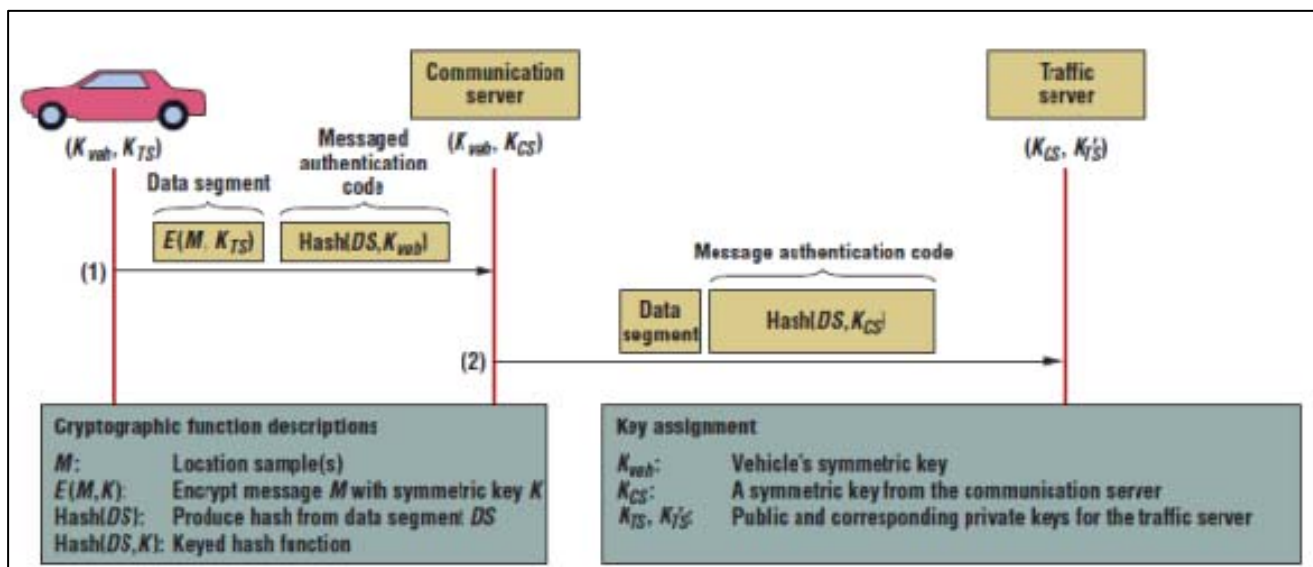 Communication
server
Traffic
server
(K_veh, K_TS)
(K_veh, K_CS)
(K_CS, K'_TS)
Messaged
authentication
code
Data segment
E(M, K_TS)
Hash(DS,K_veh)
(1)
Message authentication code
Data
segment
Hash(DS,K_CS)
(2)
Cryptographic function descriptions
M: Location sample(s)
E(M,K): Encrypt message M with symmetric key K
Hash(DS): Produce hash from data segment DS
Hash(DS,K): Keyed hash function
Key assignment
K_veh: Vehicle's symmetric key
K_CS: A symmetric key from the communication server
K_TS, K'_TS: Public and corresponding private keys for the traffic server